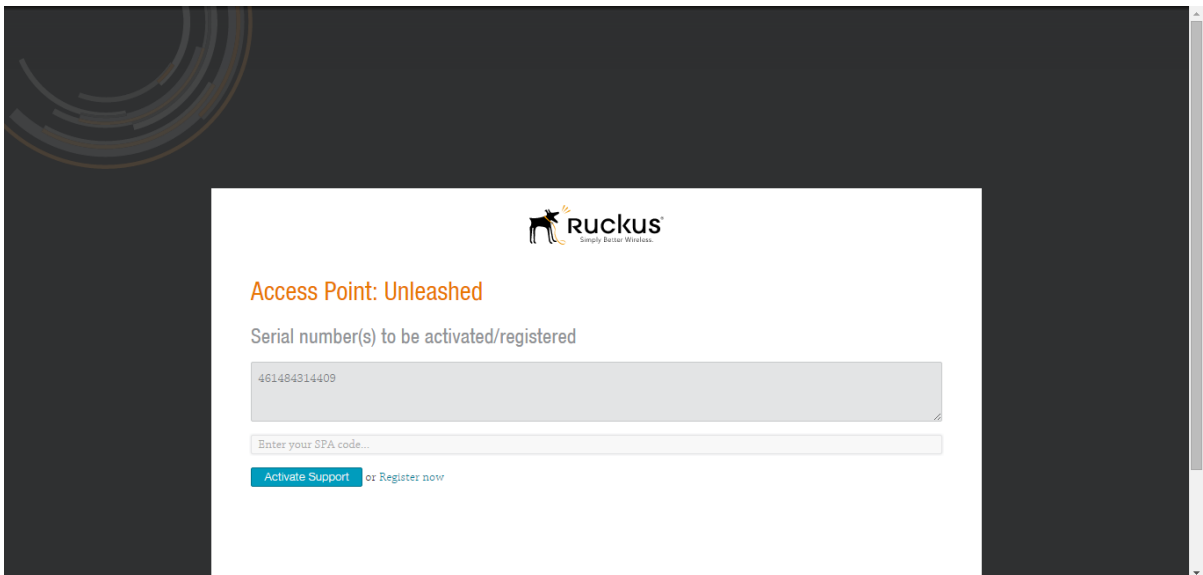 Ruckus
Simply Better Wireless.
Access Point: Unleashed
Serial number(s) to be activated/registered
461484314409
Enter your SPA code...
Activate Support or Register now